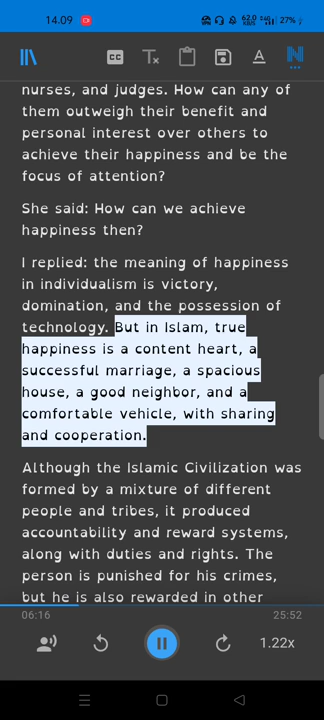 14.09
62.0 KB/S
27%
CC
nurses, and judges. How can any of
them outweigh their benefit and
personal interest over others to
achieve their happiness and be the
focus of attention?
She said: How can we achieve
happiness then?
I replied: the meaning of happiness
in individualism is victory,
domination, and the possession of
technology. But in Islam, true
happiness is a content heart, a
successful marriage, a spacious
house, a good neighbor, and a
comfortable vehicle, with sharing
and cooperation.
Although the Islamic Civilization was
formed by a mixture of different
people and tribes, it produced
accountability and reward systems,
along with duties and rights. The
person is punished for his crimes,
but he is also rewarded in other
06:16 25:52
1.22x